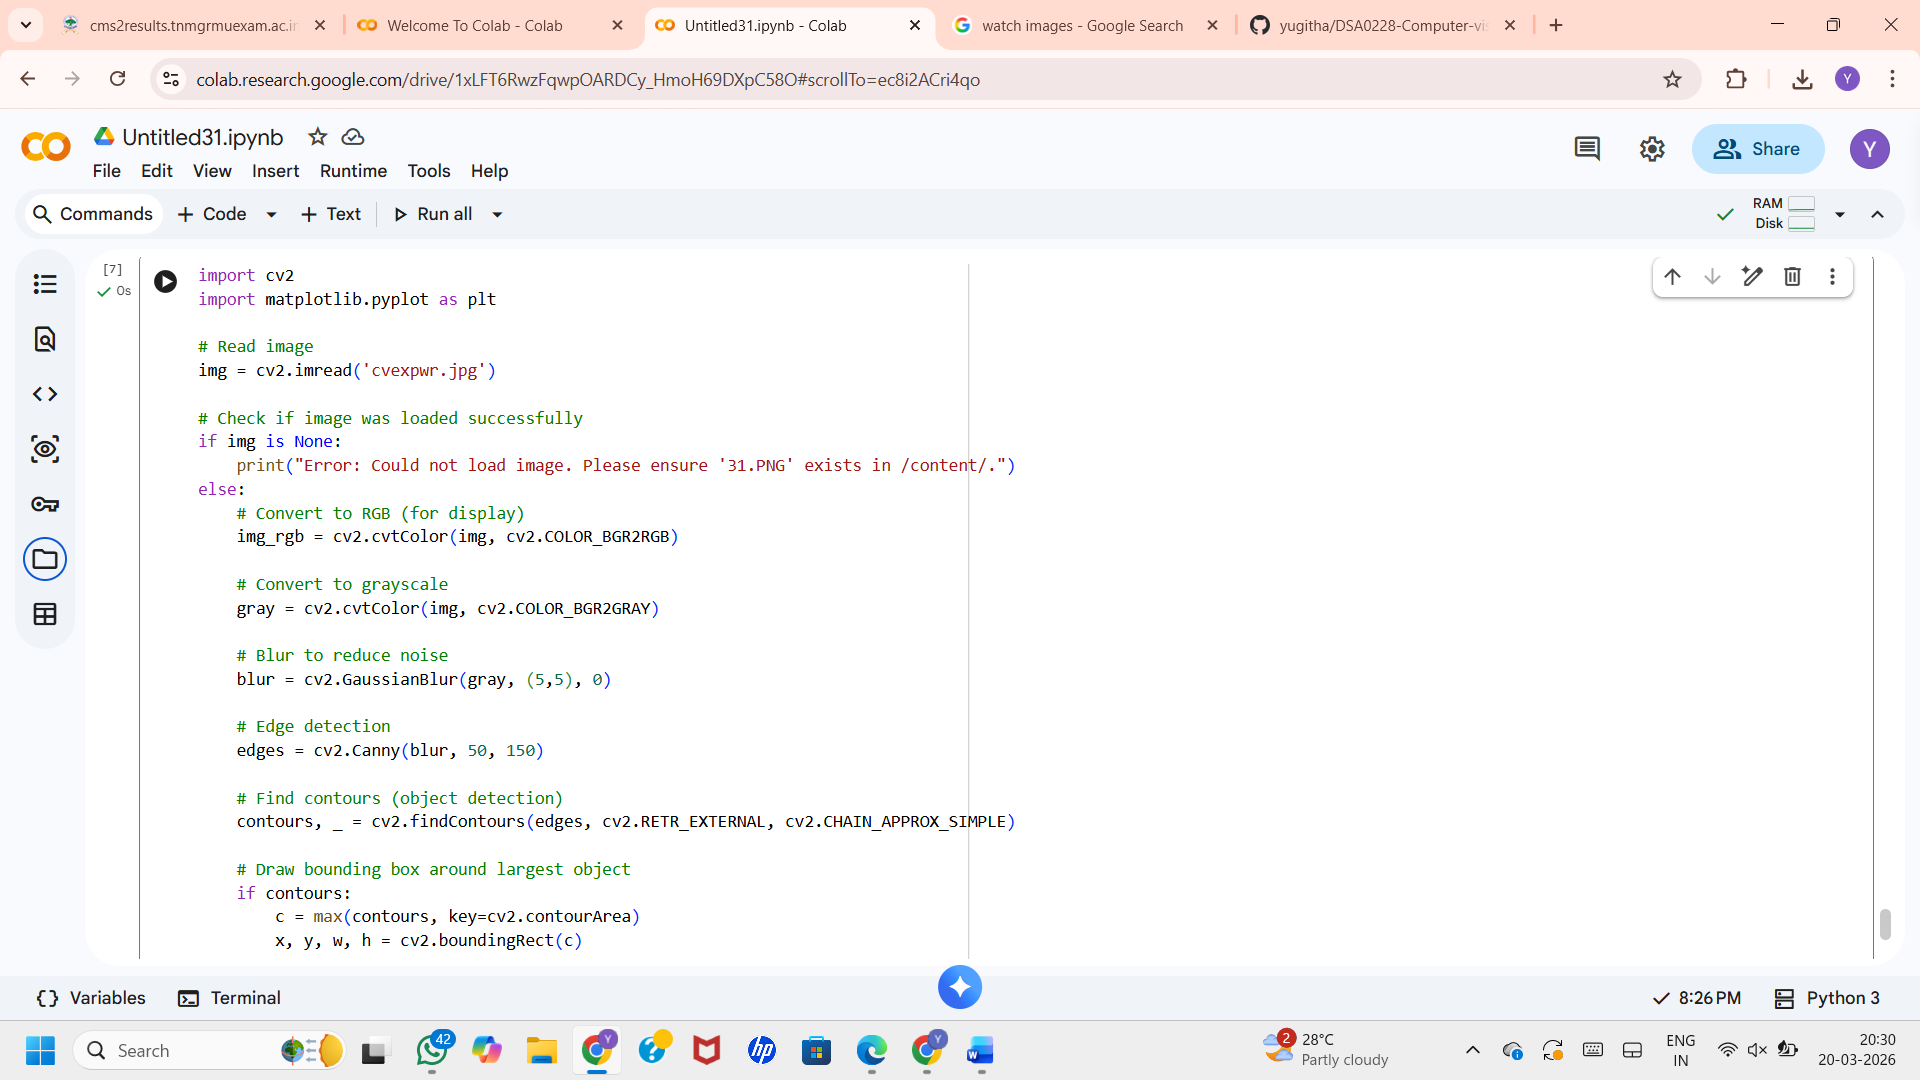 cms2results.tnmgrmuexam.ac.in
Welcome To Colab - Colab
Untitled31.ipynb - Colab
watch images - Google Search
yugitha/DSA0228-Computer-vis
colab.research.google.com/drive/1xLFT6RwzFqwpOARDCy_HmoH69DXpC58O#scrollTo=ec8i2ACri4qo
Y
Untitled31.ipynb
File Edit View Insert Runtime Tools Help
Share
Y
Commands
Code
Text
Run all
RAM
Disk
[7]
0s
import cv2
import matplotlib.pyplot as plt
# Read image
img = cv2.imread('cvexpwr.jpg')
# Check if image was loaded successfully
if img is None:
print("Error: Could not load image. Please ensure '31.PNG' exists in /content/.")
else:
# Convert to RGB (for display)
img_rgb = cv2.cvtColor(img, cv2.COLOR_BGR2RGB)
# Convert to grayscale
gray = cv2.cvtColor(img, cv2.COLOR_BGR2GRAY)
# Blur to reduce noise
blur = cv2.GaussianBlur(gray, (5,5), 0)
# Edge detection
edges = cv2.Canny(blur, 50, 150)
# Find contours (object detection)
contours, _ = cv2.findContours(edges, cv2.RETR_EXTERNAL, cv2.CHAIN_APPROX_SIMPLE)
# Draw bounding box around largest object
if contours:
c = max(contours, key=cv2.contourArea)
x, y, w, h = cv2.boundingRect(c)
Variables
Terminal
8:26 PM
Python 3
Search
42
Y
hp
Y
W
2
28°C
Partly cloudy
ENG
IN
20:30
20-03-2026